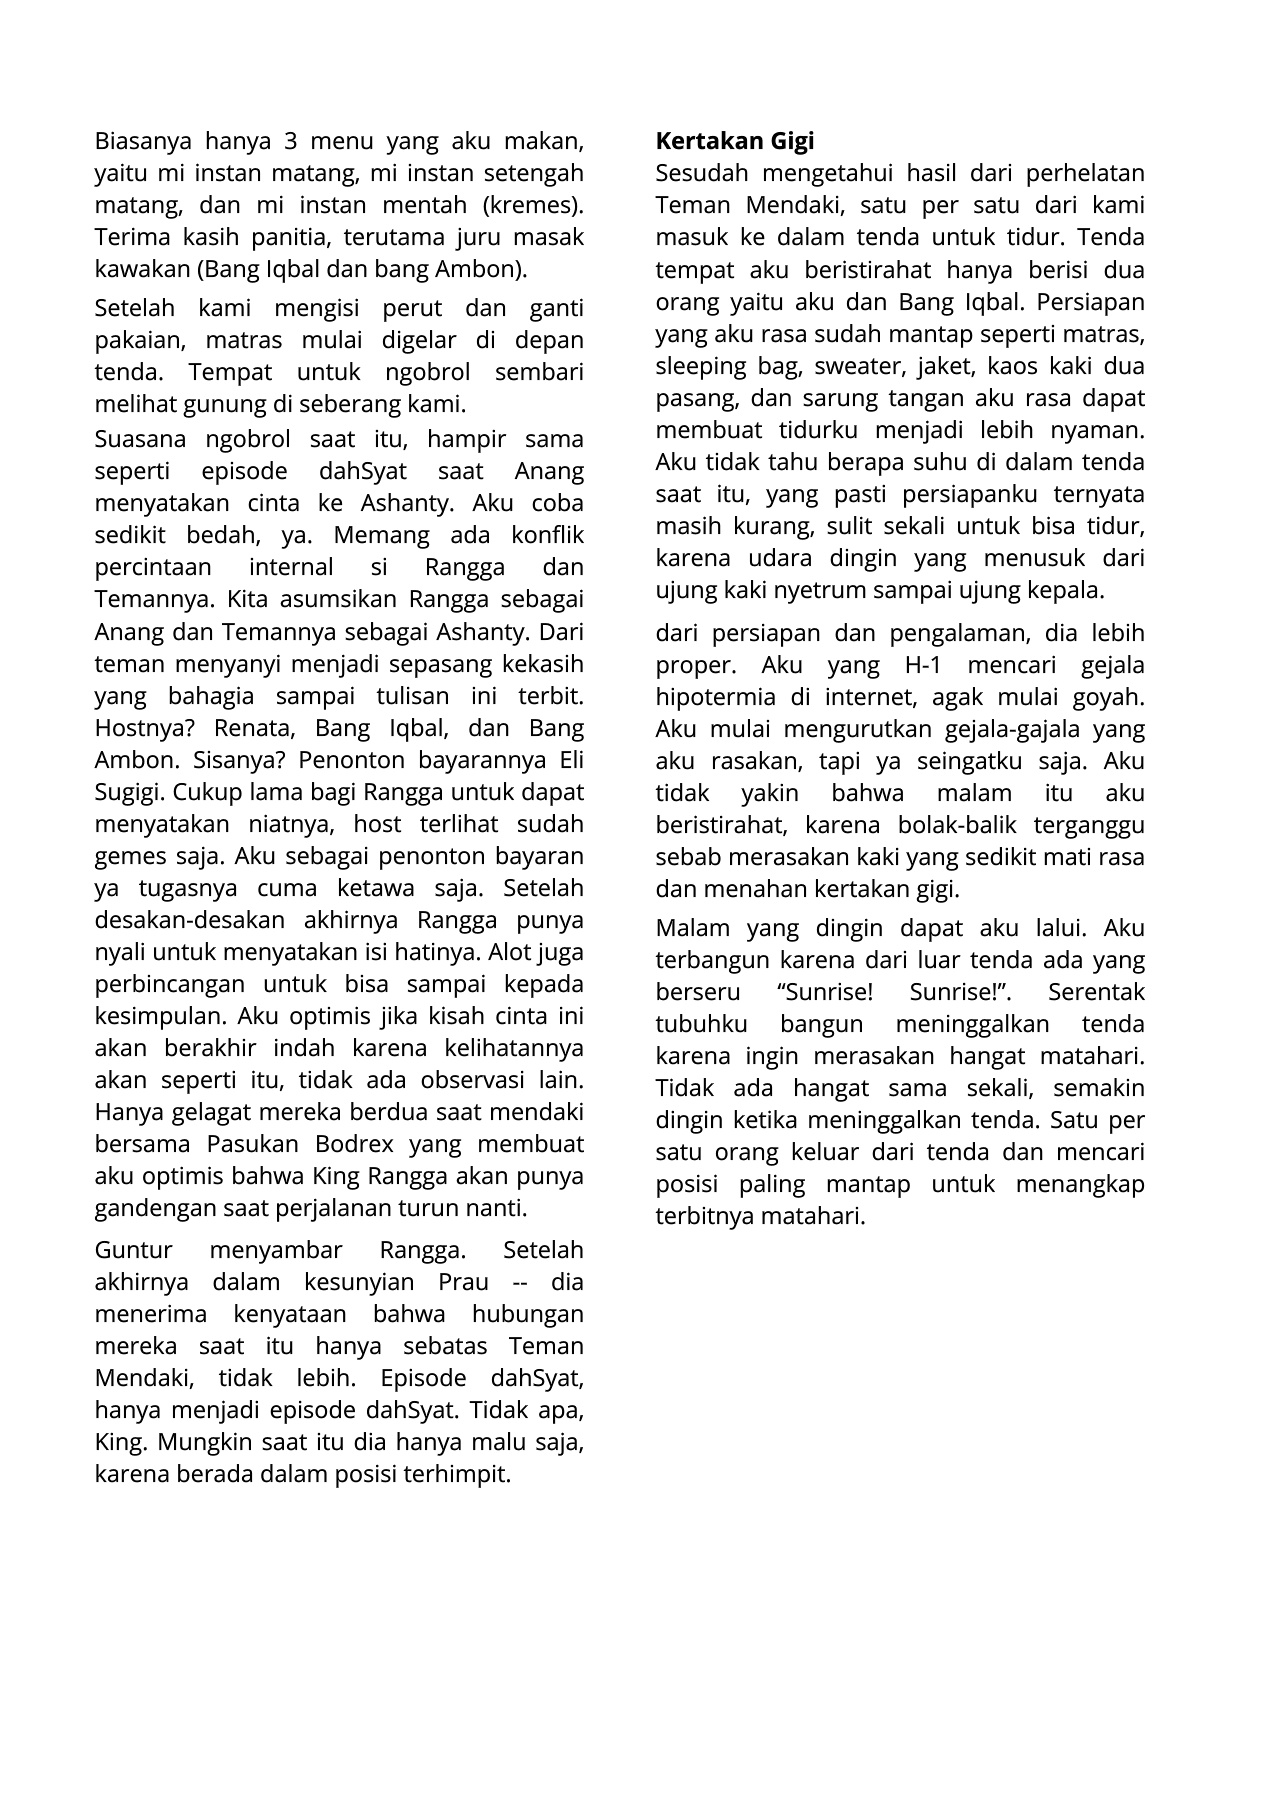 Biasanya hanya 3 menu yang aku makan,
yaitu mi instan matang, mi instan setengah
matang, dan mi instan mentah (kremes).
Terima kasih panitia, terutama juru masak
kawakan (Bang Iqbal dan bang Ambon).
Setelah kami mengisi perut dan ganti
pakaian, matras mulai digelar di depan
tenda. Tempat untuk ngobrol sembari
melihat gunung di seberang kami.
Suasana ngobrol saat itu, hampir sama
seperti episode dahSyat saat Anang
menyatakan cinta ke Ashanty. Aku coba
sedikit bedah, ya. Memang ada konflik
percintaan internal si Rangga dan
Temannya. Kita asumsikan Rangga sebagai
Anang dan Temannya sebagai Ashanty. Dari
teman menyanyi menjadi sepasang kekasih
yang bahagia sampai tulisan ini terbit.
Hostnya? Renata, Bang Iqbal, dan Bang
Ambon. Sisanya? Penonton bayarannya Eli
Sugigi. Cukup lama bagi Rangga untuk dapat
menyatakan niatnya, host terlihat sudah
gemes saja. Aku sebagai penonton bayaran
ya tugasnya cuma ketawa saja. Setelah
desakan-desakan akhirnya Rangga punya
nyali untuk menyatakan isi hatinya. Alot juga
perbincangan untuk bisa sampai kepada
kesimpulan. Aku optimis jika kisah cinta ini
akan berakhir indah karena kelihatannya
akan seperti itu, tidak ada observasi lain.
Hanya gelagat mereka berdua saat mendaki
bersama Pasukan Bodrex yang membuat
aku optimis bahwa King Rangga akan punya
gandengan saat perjalanan turun nanti.
Guntur menyambar Rangga. Setelah
akhirnya dalam kesunyian Prau -- dia
menerima kenyataan bahwa hubungan
mereka saat itu hanya sebatas Teman
Mendaki, tidak lebih. Episode dahSyat,
hanya menjadi episode dahSyat. Tidak apa,
King. Mungkin saat itu dia hanya malu saja,
karena berada dalam posisi terhimpit.
Kertakan Gigi
Sesudah mengetahui hasil dari perhelatan
Teman Mendaki, satu per satu dari kami
masuk ke dalam tenda untuk tidur. Tenda
tempat aku beristirahat hanya berisi dua
orang yaitu aku dan Bang Iqbal. Persiapan
yang aku rasa sudah mantap seperti matras,
sleeping bag, sweater, jaket, kaos kaki dua
pasang, dan sarung tangan aku rasa dapat
membuat tidurku menjadi lebih nyaman.
Aku tidak tahu berapa suhu di dalam tenda
saat itu, yang pasti persiapanku ternyata
masih kurang, sulit sekali untuk bisa tidur,
karena udara dingin yang menusuk dari
ujung kaki nyetrum sampai ujung kepala.
dari persiapan dan pengalaman, dia lebih
proper. Aku yang H-1 mencari gejala
hipotermia di internet, agak mulai goyah.
Aku mulai mengurutkan gejala-gajala yang
aku rasakan, tapi ya seingatku saja. Aku
tidak yakin bahwa malam itu aku
beristirahat, karena bolak-balik terganggu
sebab merasakan kaki yang sedikit mati rasa
dan menahan kertakan gigi.
Malam yang dingin dapat aku lalui. Aku
terbangun karena dari luar tenda ada yang
berseru “Sunrise! Sunrise!”. Serentak
tubuhku bangun meninggalkan tenda
karena ingin merasakan hangat matahari.
Tidak ada hangat sama sekali, semakin
dingin ketika meninggalkan tenda. Satu per
satu orang keluar dari tenda dan mencari
posisi paling mantap untuk menangkap
terbitnya matahari.